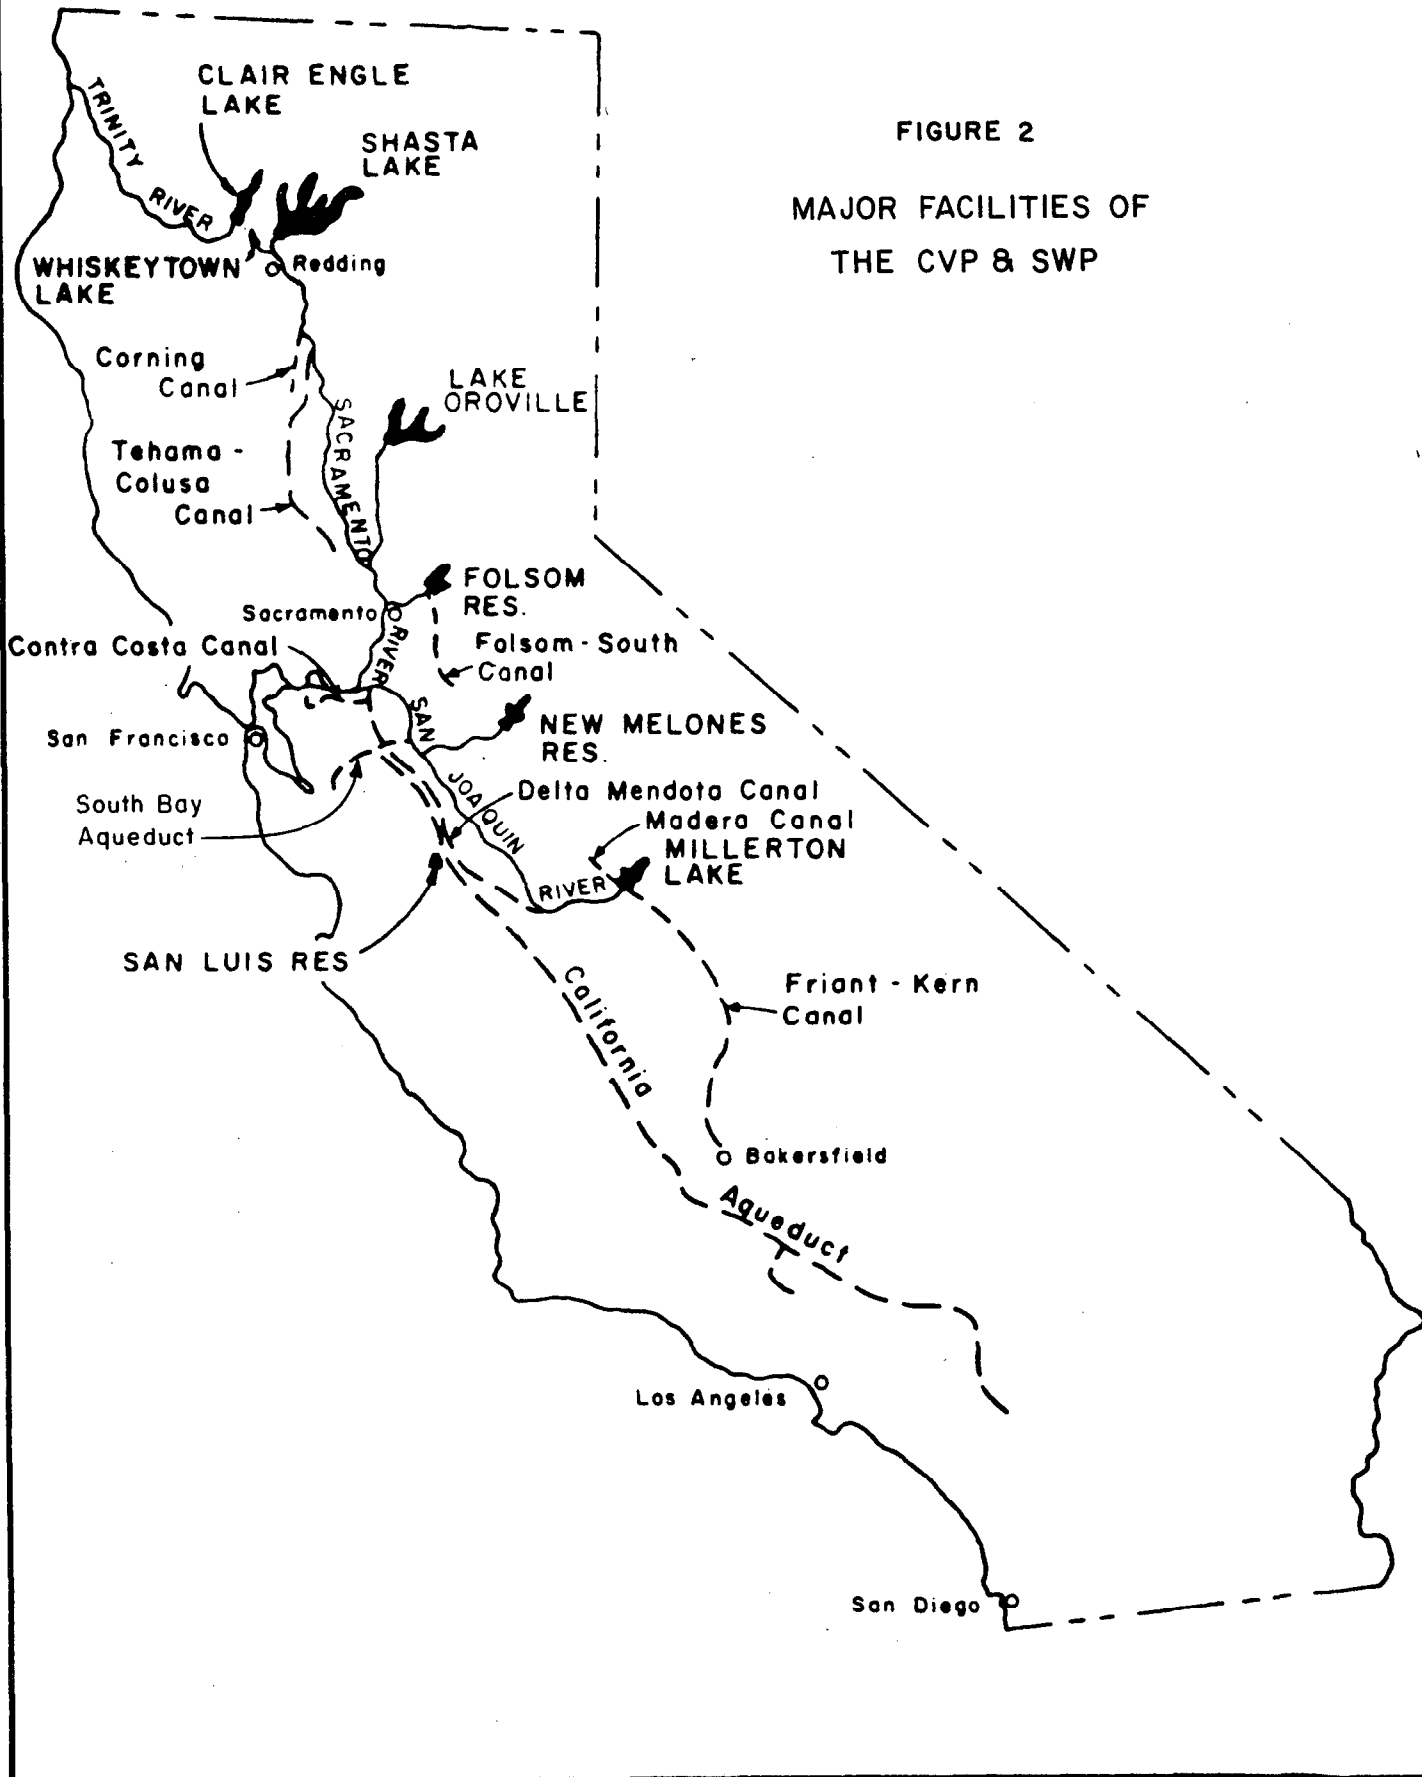 FIGURE 2
MAJOR FACILITIES OF
THE CVP & SWP
CLAIR ENGLE
LAKE
SHASTA
LAKE
TRINITY
RIVER
WHISKEYTOWN
LAKE
Redding
Corning
Canal
LAKE
OROVILLE
SACRAMENTO
Tehama -
Colusa
Canal
FOLSOM
RES.
Sacramento
RIVER
Contra Costa Canal
Folsom - South
Canal
SAN
San Francisco
NEW MELONES
RES.
JOAQUIN
Delta Mendota Canal
South Bay
Aqueduct
Madera Canal
MILLERTON
LAKE
RIVER
SAN LUIS RES
California
Friant - Kern
Canal
Bakersfield
Aqueduct
Los Angeles
San Diego